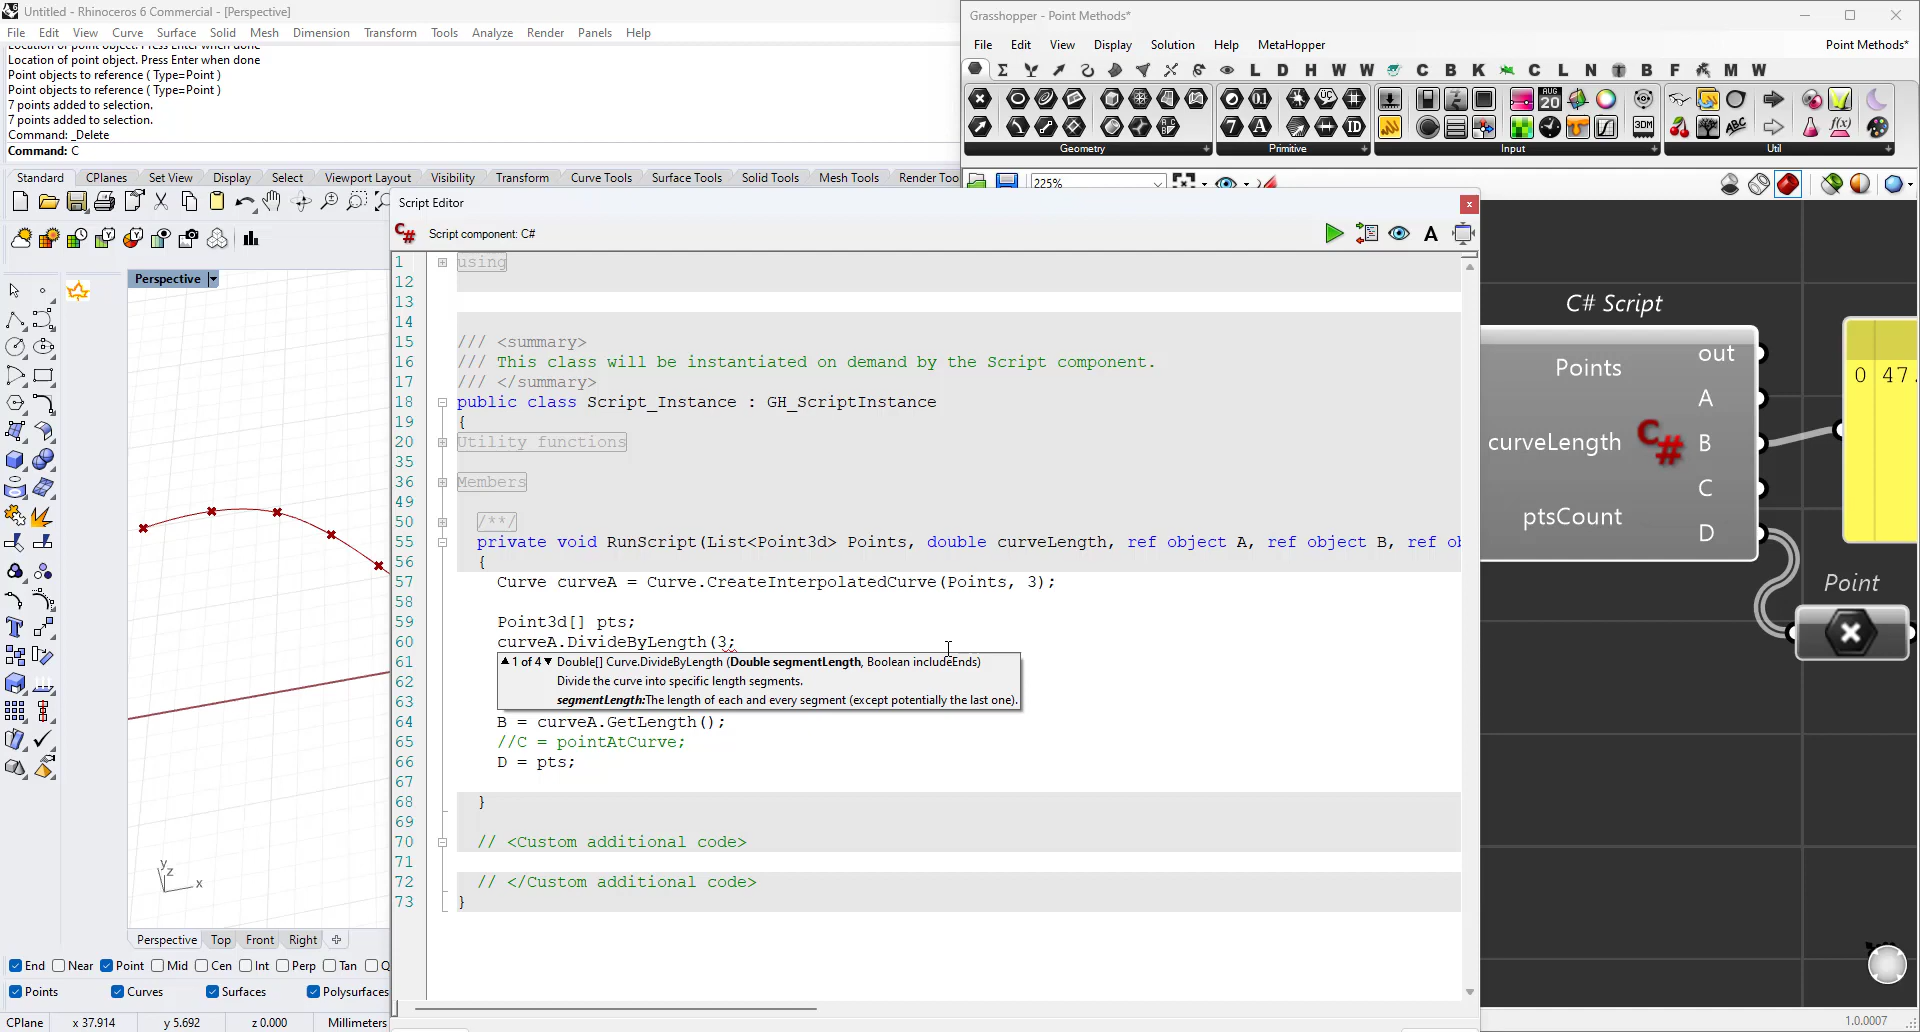 Untitled - Rhinoceros 6 Commercial - [Perspective]
File Edit View Curve Surface Solid Mesh Dimension Transform Tools Analyze Render Panels Help
Location of point object. Press Enter when done
Location of point object. Press Enter when done
Point objects to reference ( Type=Point )
Point objects to reference ( Type=Point )
7 points added to selection.
7 points added to selection.
Command: _Delete
Command: C
Standard CPlanes Set View Display Select Viewport Layout Visibility Transform Curve Tools Surface Tools Solid Tools Mesh Tools Render Too
Grasshopper - Point Methods*
File Edit View Display Solution Help MetaHopper Point Methods*
L D H W W C B K C L N B F M W
Geometry Primitive Input Util
225%
Script Editor
Script component: C#
1 using
12
13
14
15 /// <summary>
16 /// This class will be instantiated on demand by the Script component.
17 /// </summary>
18 public class Script_Instance : GH_ScriptInstance
19 {
20 Utility functions
35
36 Members
49
50 /**/
55 private void RunScript(List<Point3d> Points, double curveLength, ref object A, ref object B, ref ob
56 {
57 Curve curveA = Curve.CreateInterpolatedCurve(Points, 3);
58
59 Point3d[] pts;
60 curveA.DivideByLength(3;
61 1 of 4 Double[] Curve.DivideByLength (Double segmentLength, Boolean includeEnds)
62 Divide the curve into specific length segments.
63 segmentLength:The length of each and every segment (except potentially the last one).
64 B = curveA.GetLength();
65 //C = pointAtCurve;
66 D = pts;
67
68 }
69
70 // <Custom additional code>
71
72 // </Custom additional code>
73 }
Perspective
y
z
x
Perspective Top Front Right
End Near Point Mid Cen Int Perp Tan Q
Points Curves Surfaces Polysurfaces
CPlane x 37.914 y 5.692 z 0.000 Millimeters
C# Script
Points
curveLength
ptsCount
C#
out
A
B
C
D
0 47.
Point
1.0.0007